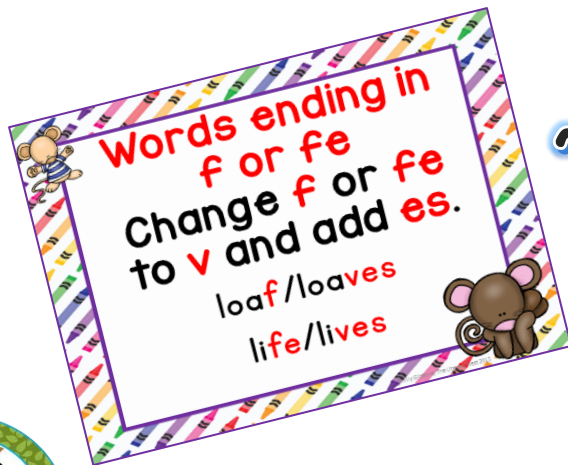 Words ending in
f or fe
Change f or fe
to v and add es.
loaf/loaves
life/lives